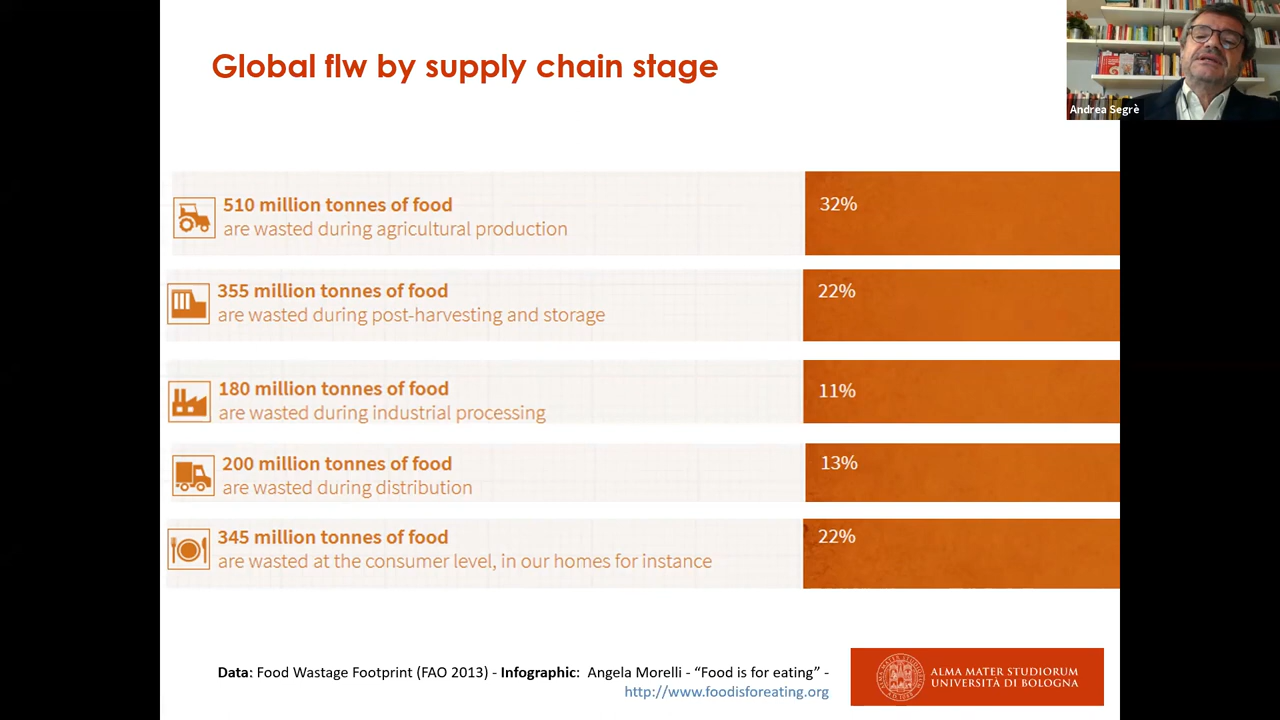 Global flw by supply chain stage
Andrea Segrè
510 million tonnes of food
are wasted during agricultural production
32%
355 million tonnes of food
are wasted during post-harvesting and storage
22%
180 million tonnes of food
are wasted during industrial processing
11%
200 million tonnes of food
are wasted during distribution
13%
345 million tonnes of food
are wasted at the consumer level, in our homes for instance
22%
Data: Food Wastage Footprint (FAO 2013) - Infographic: Angela Morelli - “Food is for eating” -
http://www.foodisforeating.org
ALMA MATER STUDIORUM
UNIVERSITÀ DI BOLOGNA